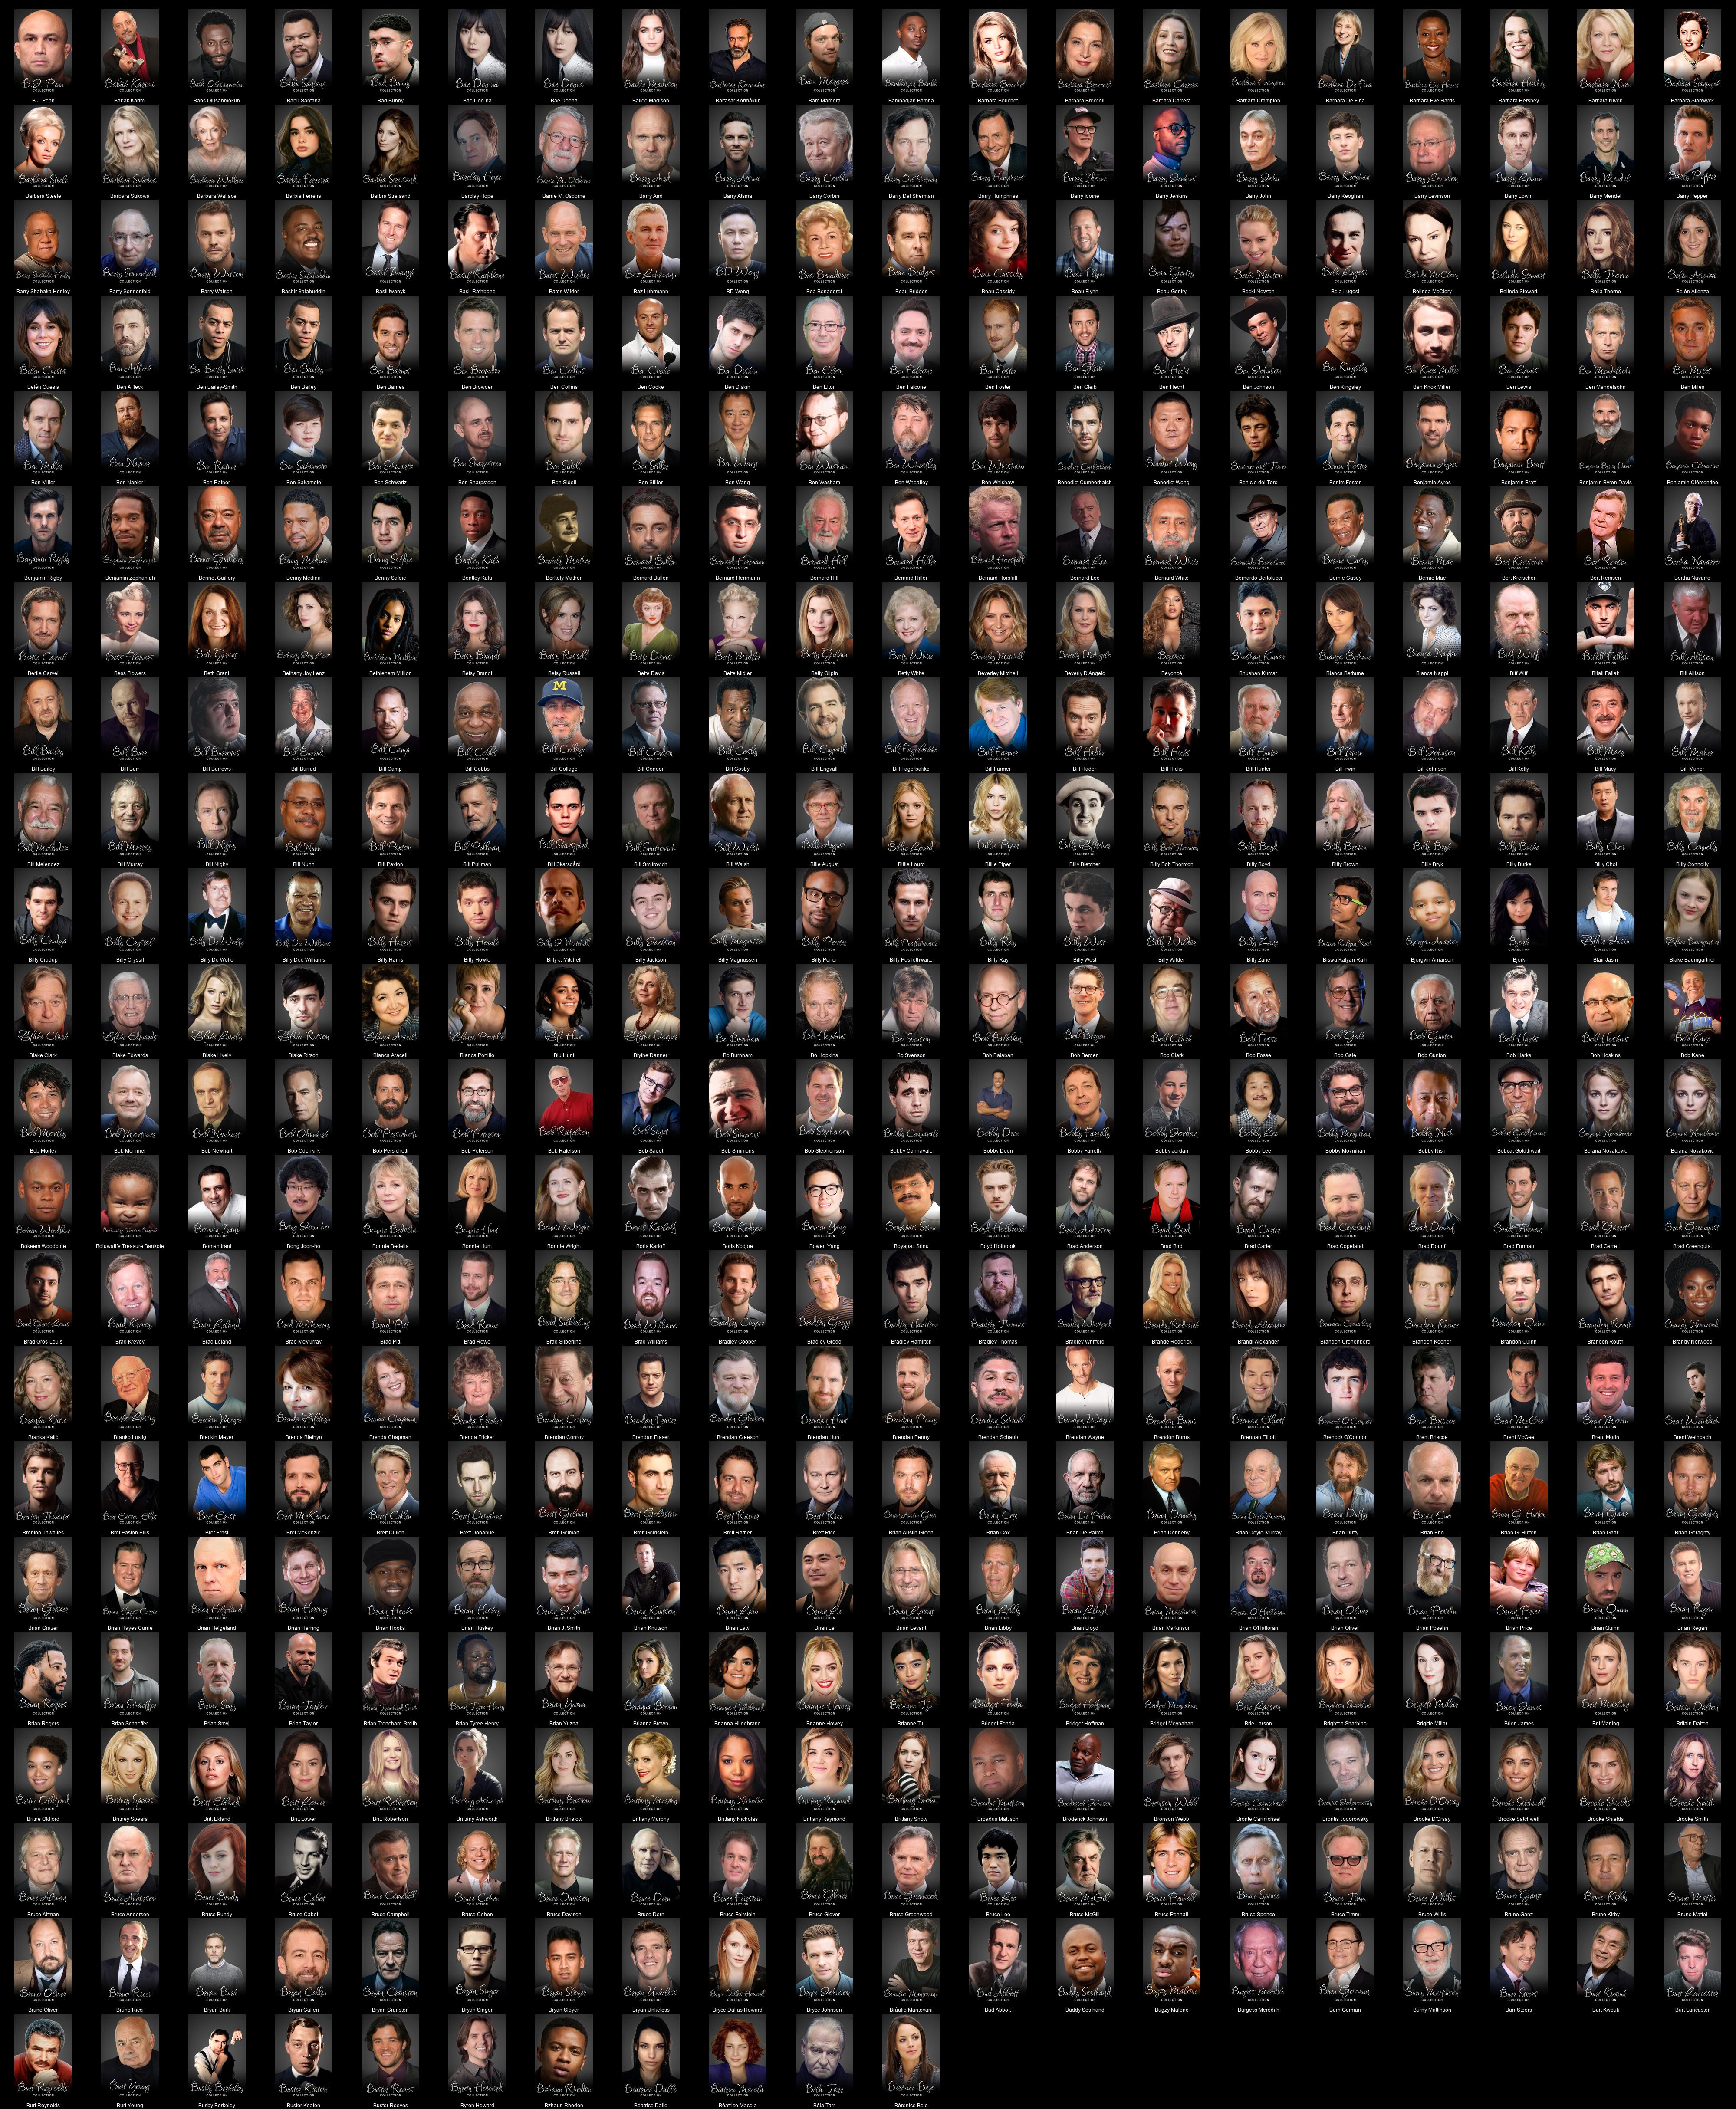 B.J. Penn Babak Karimi Babs Olusanmokun Babu Santana Bad Bunny Bae Doo-na Bae Doona Bailee Madison Baltasar Kormákur Bam Margera Bambadjan Bamba Barbara Bouchet Barbara Broccoli Barbara Carrera Barbara Crampton Barbara De Fina Barbara Eve Harris Barbara Hershey Barbara Niven Barbara Stanwyck
Barbara Steele Barbara Sukowa Barbara Wallace Barbie Ferreira Barbra Streisand Barclay Hope Barrie M. Osborne Barry Aird Barry Atsma Barry Corbin Barry Del Sherman Barry Humphries Barry Idoine Barry Jenkins Barry John Barry Keoghan Barry Levinson Barry Lowin Barry Mendel Barry Pepper
Barry Shabaka Henley Barry Sonnenfeld Barry Watson Bashir Salahuddin Basil Iwanyk Basil Rathbone Bates Wilder Baz Luhrmann BD Wong Bea Benaderet Beau Bridges Beau Cassidy Beau Flynn Beau Gentry Becki Newton Bela Lugosi Belinda McClory Belinda Stewart Bella Thorne Belén Atienza
Belén Cuesta Ben Affleck Ben Bailey-Smith Ben Bailey Ben Barnes Ben Browder Ben Collins Ben Cooke Ben Diskin Ben Elton Ben Falcone Ben Foster Ben Gleib Ben Hecht Ben Johnson Ben Kingsley Ben Knox Miller Ben Lewis Ben Mendelsohn Ben Miles
Ben Miller Ben Napier Ben Ratner Ben Sakamoto Ben Schwartz Ben Sharpsteen Ben Sidell Ben Stiller Ben Wang Ben Washam Ben Wheatley Ben Whishaw Benedict Cumberbatch Benedict Wong Benicio del Toro Benim Foster Benjamin Ayres Benjamin Bratt Benjamin Byron Davis Benjamin Clémentine
Benjamin Rigby Benjamin Zephaniah Bennet Guillory Benny Medina Benny Safdie Bentley Kalu Berkely Mather Bernard Bullen Bernard Herrmann Bernard Hill Bernard Hiller Bernard Horsfall Bernard Lee Bernard White Bernardo Bertolucci Bernie Casey Bernie Mac Bert Kreischer Bert Remsen Bertha Navarro
Bertie Carvel Bess Flowers Beth Grant Bethany Joy Lenz Bethlehem Million Betsy Brandt Betsy Russell Bette Davis Bette Midler Betty Gilpin Betty White Beverley Mitchell Beverly D'Angelo Beyoncé Bhushan Kumar Bianca Bethune Bianca Nappi Biff Wiff Bilall Fallah Bill Allison
Bill Bailey Bill Burr Bill Burrows Bill Burrud Bill Camp Bill Cobbs Bill Collage Bill Condon Bill Cosby Bill Engvall Bill Fagerbakke Bill Farmer Bill Hader Bill Hicks Bill Hunter Bill Irwin Bill Johnson Bill Kelly Bill Macy Bill Maher
Bill Melendez Bill Murray Bill Nighy Bill Nunn Bill Paxton Bill Pullman Bill Skarsgård Bill Smitrovich Bill Walsh Bille August Billie Lourd Billie Piper Billy Bletcher Billy Bob Thornton Billy Boyd Billy Brown Billy Bryk Billy Burke Billy Choi Billy Connolly
Billy Crudup Billy Crystal Billy De Wolfe Billy Dee Williams Billy Harris Billy Howle Billy J. Mitchell Billy Jackson Billy Magnussen Billy Porter Billy Postlethwaite Billy Ray Billy West Billy Wilder Billy Zane Biswa Kalyan Rath Bjorgvin Arnarson Björk Blair Jasin Blake Baumgartner
Blake Clark Blake Edwards Blake Lively Blake Ritson Blanca Araceli Blanca Portillo Blu Hunt Blythe Danner Bo Burnham Bo Hopkins Bo Svenson Bob Balaban Bob Bergen Bob Clark Bob Fosse Bob Gale Bob Gunton Bob Harks Bob Hoskins Bob Kane
Bob Morley Bob Mortimer Bob Newhart Bob Odenkirk Bob Persichetti Bob Peterson Bob Rafelson Bob Saget Bob Simmons Bob Stephenson Bobby Cannavale Bobby Deen Bobby Farrelly Bobby Jordan Bobby Lee Bobby Moynihan Bobby Nish Bobcat Goldthwait Bojana Novakovic Bojana Novaković
Bokeem Woodbine Boluwatife Treasure Bankole Boman Irani Bong Joon-ho Bonnie Bedelia Bonnie Hunt Bonnie Wright Boris Karloff Boris Kodjoe Bowen Yang Boyapati Srinu Boyd Holbrook Brad Anderson Brad Bird Brad Carter Brad Copeland Brad Dourif Brad Furman Brad Garrett Brad Greenquist
Brad Gros-Louis Brad Krevoy Brad Leland Brad McMurray Brad Pitt Brad Rowe Brad Silberling Brad Williams Bradley Cooper Bradley Gregg Bradley Hamilton Bradley Thomas Bradley Whitford Brande Roderick Brandi Alexander Brandon Cronenberg Brandon Keener Brandon Quinn Brandon Routh Brandy Norwood
Branka Katić Branko Lustig Breckin Meyer Brenda Blethyn Brenda Chapman Brenda Fricker Brendan Conroy Brendan Fraser Brendan Gleeson Brendan Hunt Brendan Penny Brendan Schaub Brendan Wayne Brendon Burns Brennan Elliott Brenock O'Connor Brent Briscoe Brent McGee Brent Morin Brent Weinbach
Brenton Thwaites Bret Easton Ellis Bret Ernst Bret McKenzie Brett Cullen Brett Donahue Brett Gelman Brett Goldstein Brett Ratner Brett Rice Brian Austin Green Brian Cox Brian De Palma Brian Dennehy Brian Doyle-Murray Brian Duffy Brian Eno Brian G. Hutton Brian Gaar Brian Geraghty
Brian Grazer Brian Hayes Currie Brian Helgeland Brian Herring Brian Hooks Brian Huskey Brian J. Smith Brian Knutson Brian Law Brian Le Brian Levant Brian Libby Brian Lloyd Brian Markinson Brian O'Halloran Brian Oliver Brian Posehn Brian Price Brian Quinn Brian Regan
Brian Rogers Brian Schaeffer Brian Smyj Brian Taylor Brian Trenchard-Smith Brian Tyree Henry Brian Yuzna Brianna Brown Brianna Hildebrand Brianne Howey Brianne Tju Bridget Fonda Bridget Hoffman Bridget Moynahan Brie Larson Brighton Sharbino Brigitte Millar Brion James Brit Marling Britain Dalton
Britne Oldford Britney Spears Britt Ekland Britt Lower Britt Robertson Brittany Ashworth Brittany Bristow Brittany Murphy Brittany Nicholas Brittany Raymond Brittany Snow Broadus Mattison Broderick Johnson Bronson Webb Bronte Carmichael Brontis Jodorowsky Brooke D'Orsay Brooke Satchwell Brooke Shields Brooke Smith
Bruce Altman Bruce Anderson Bruce Bundy Bruce Cabot Bruce Campbell Bruce Cohen Bruce Davison Bruce Dern Bruce Feirstein Bruce Glover Bruce Greenwood Bruce Lee Bruce McGill Bruce Penhall Bruce Spence Bruce Timm Bruce Willis Bruno Ganz Bruno Kirby Bruno Mattei
Bruno Oliver Bruno Ricci Bryan Burk Bryan Callen Bryan Cranston Bryan Singer Bryan Sloyer Bryan Unkeless Bryce Dallas Howard Bryce Johnson Bráulio Mantovani Bud Abbott Buddy Sosthand Bugzy Malone Burgess Meredith Burn Gorman Burny Mattinson Burr Steers Burt Kwouk Burt Lancaster
Burt Reynolds Burt Young Busby Berkeley Buster Keaton Buster Reeves Byron Howard Bzhaun Rhoden Béatrice Dalle Béatrice Macola Béla Tarr Bérénice Bejo